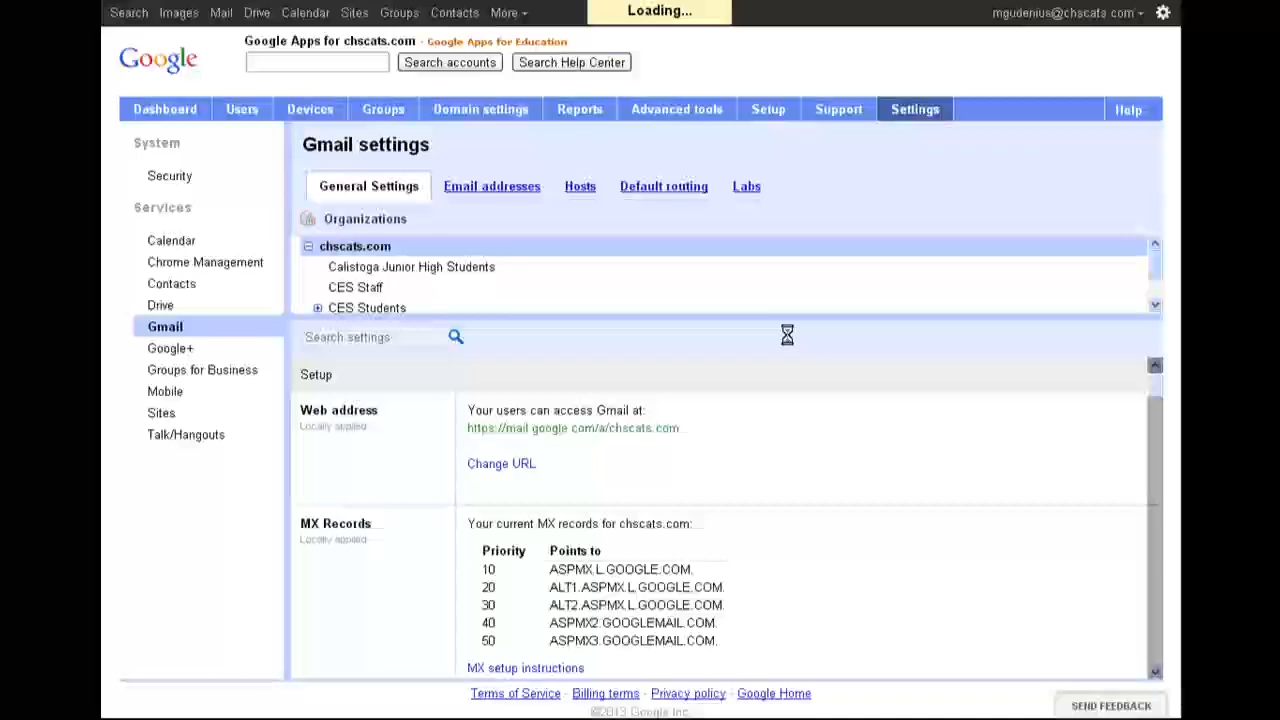 Search Images Mail Drive Calendar Sites Groups Contacts More
Loading...
mgudenius@chscats.com
Google
Google Apps for chscats.com - Google Apps for Education
Search accounts
Search Help Center
Dashboard Users Devices Groups Domain settings Reports Advanced tools Setup Support Settings Help
System
Security
Services
Calendar
Chrome Management
Contacts
Drive
Gmail
Google+
Groups for Business
Mobile
Sites
Talk/Hangouts
Gmail settings
General Settings Email addresses Hosts Default routing Labs
Organizations
chscats.com
Calistoga Junior High Students
CES Staff
CES Students
Search settings
Setup
Web address
Locally applied
Your users can access Gmail at:
https://mail.google.com/a/chscats.com
Change URL
MX Records
Locally applied
Your current MX records for chscats.com:
Priority Points to
10 ASPMX.L.GOOGLE.COM.
20 ALT1.ASPMX.L.GOOGLE.COM.
30 ALT2.ASPMX.L.GOOGLE.COM.
40 ASPMX2.GOOGLEMAIL.COM.
50 ASPMX3.GOOGLEMAIL.COM.
MX setup instructions
Terms of Service - Billing terms - Privacy policy - Google Home
©2013 Google Inc.
SEND FEEDBACK